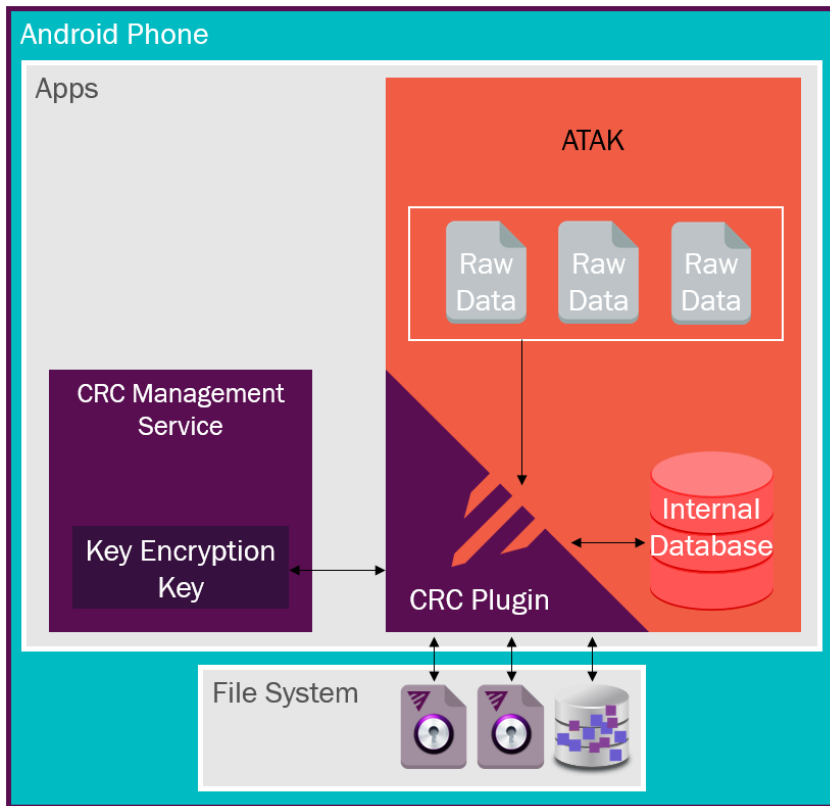 Android Phone
Apps
ATAK
Raw
Data
Raw
Data
Raw
Data
CRC Management
Service
Key Encryption
Key
CRC Plugin
Internal
Database
File System